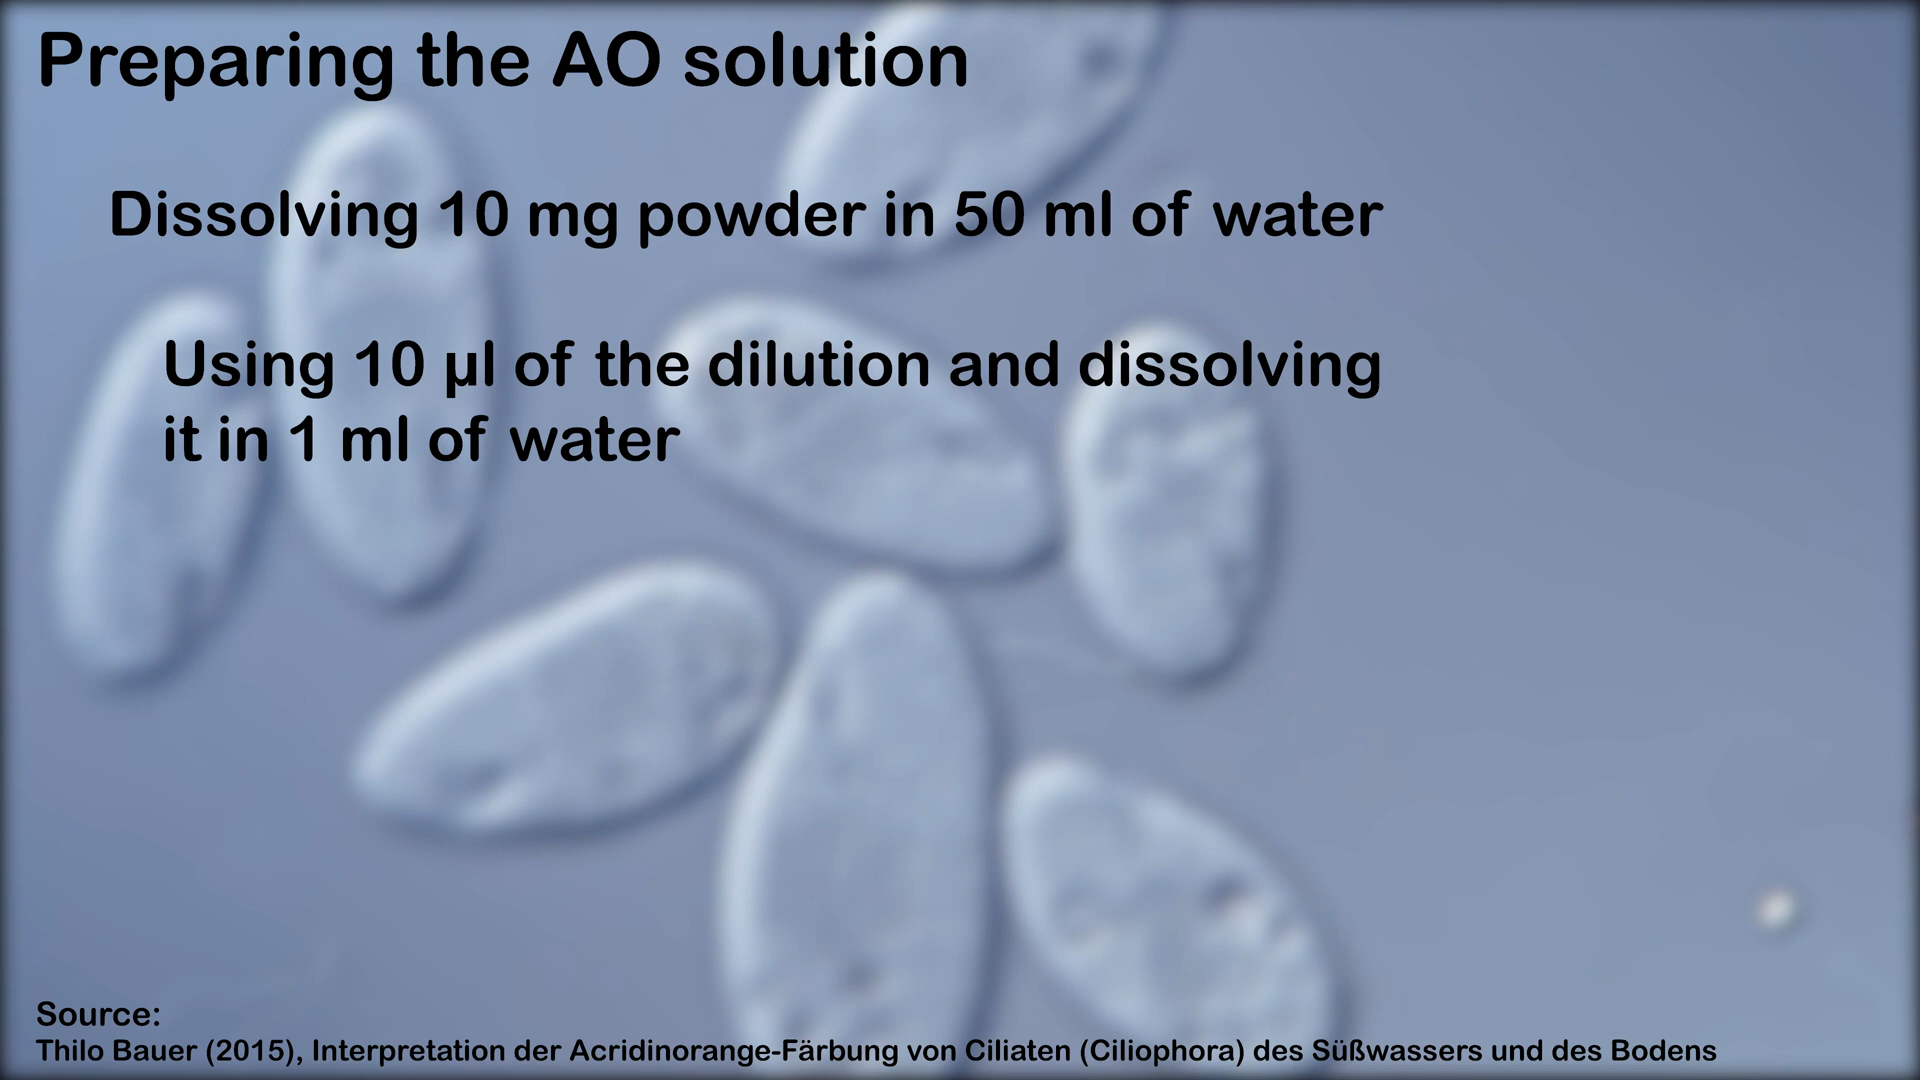 Preparing the AO solution
Dissolving 10 mg powder in 50 ml of water
Using 10 µl of the dilution and dissolving
it in 1 ml of water
Source:
Thilo Bauer (2015), Interpretation der Acridinorange-Färbung von Ciliaten (Ciliophora) des Süßwassers und des Bodens